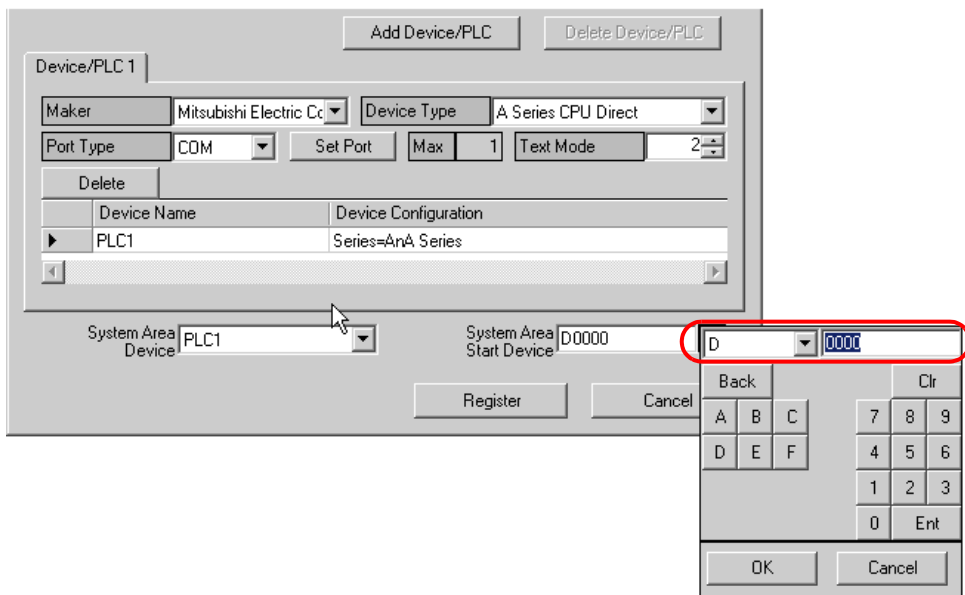 Add Device/PLC Delete Device/PLC
Device/PLC 1
Maker Mitsubishi Electric Cc Device Type A Series CPU Direct
Port Type COM Set Port Max 1 Text Mode 2
Delete
Device Name Device Configuration
PLC1 Series=AnA Series
System Area Device PLC1 System Area Start Device D0000
D 0000
Back Clr
Register Cancel
A B C 7 8 9
D E F 4 5 6
1 2 3
0 Ent
OK Cancel